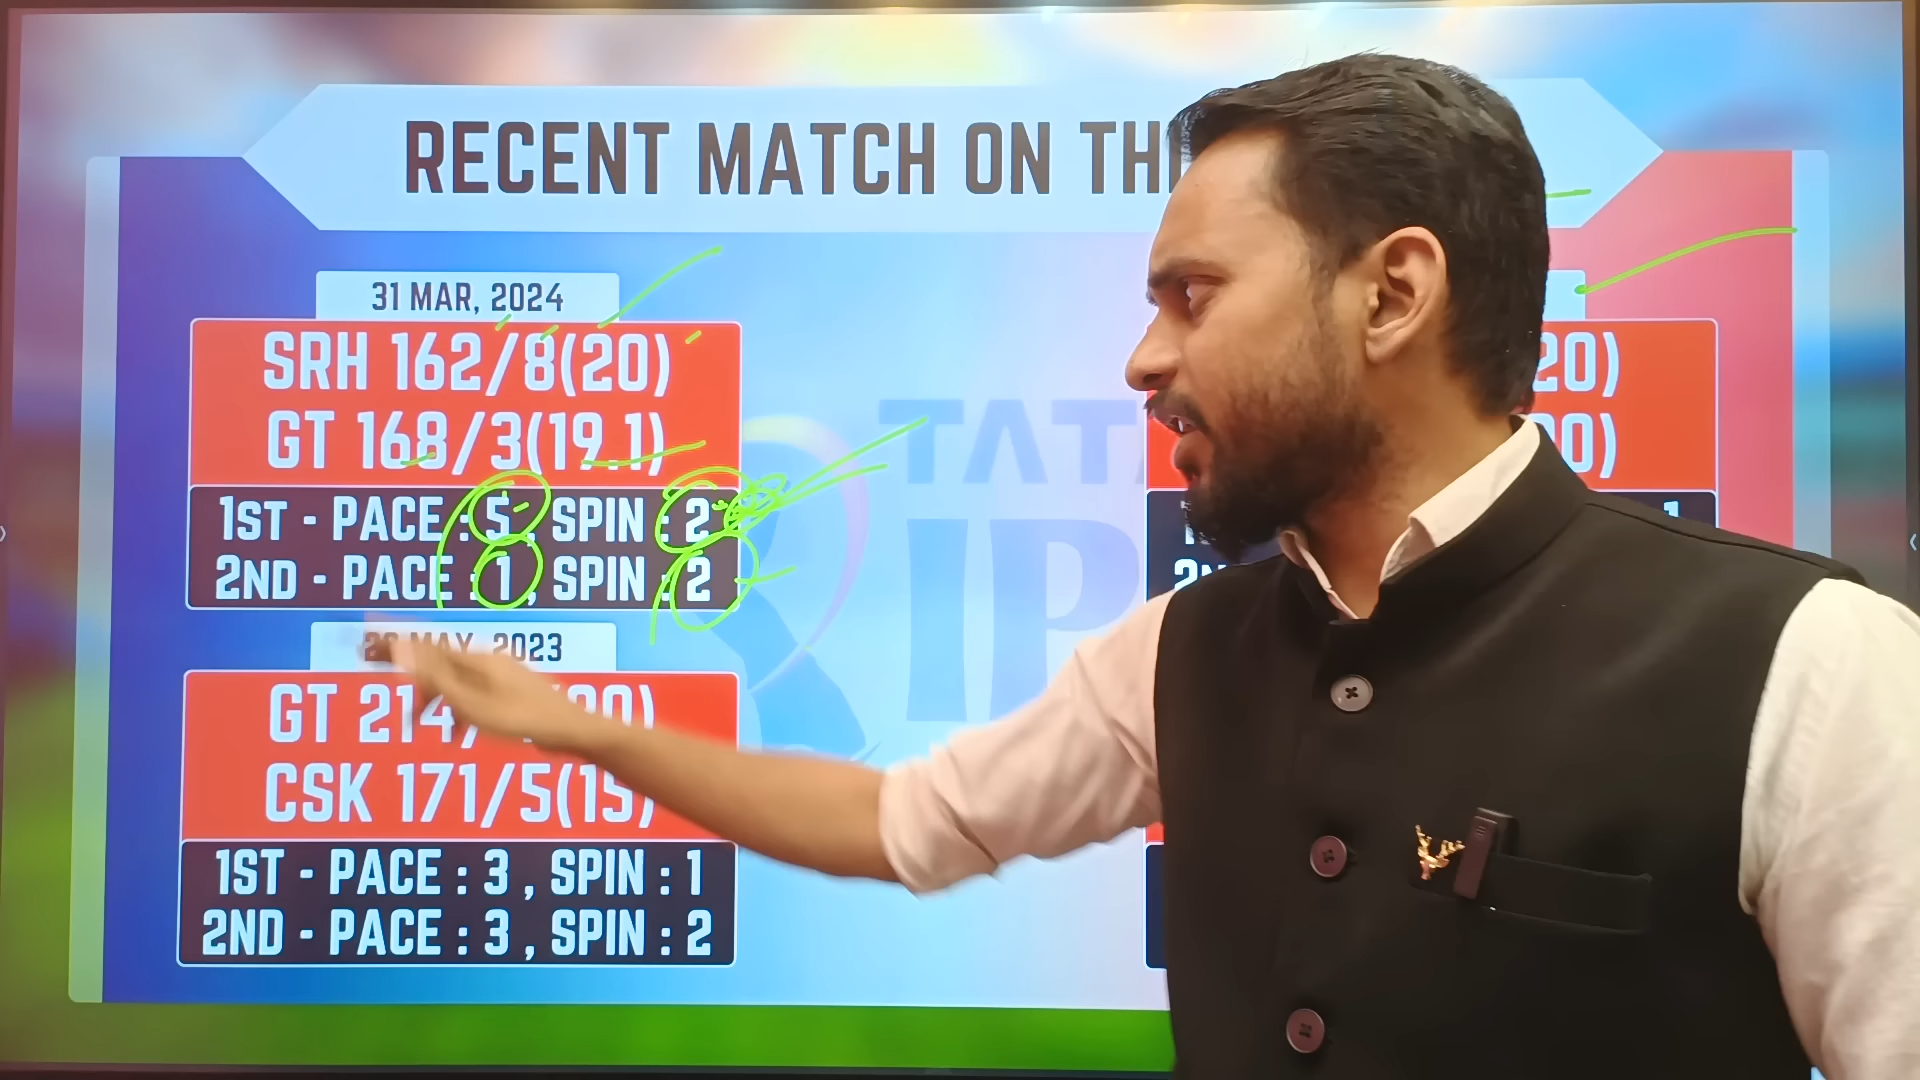 RECENT MATCH ON
31 MAR, 2024
SRH 162/8(20)
GT 168/3(19.1)
1ST - PACE : 5, SPIN : 2
2ND - PACE : 1, SPIN : 2
MAY, 2023
GT 214/
CSK 171/5(15)
1ST - PACE : 3 , SPIN : 1
2ND - PACE : 3 , SPIN : 2
TATA
IP
20)
1